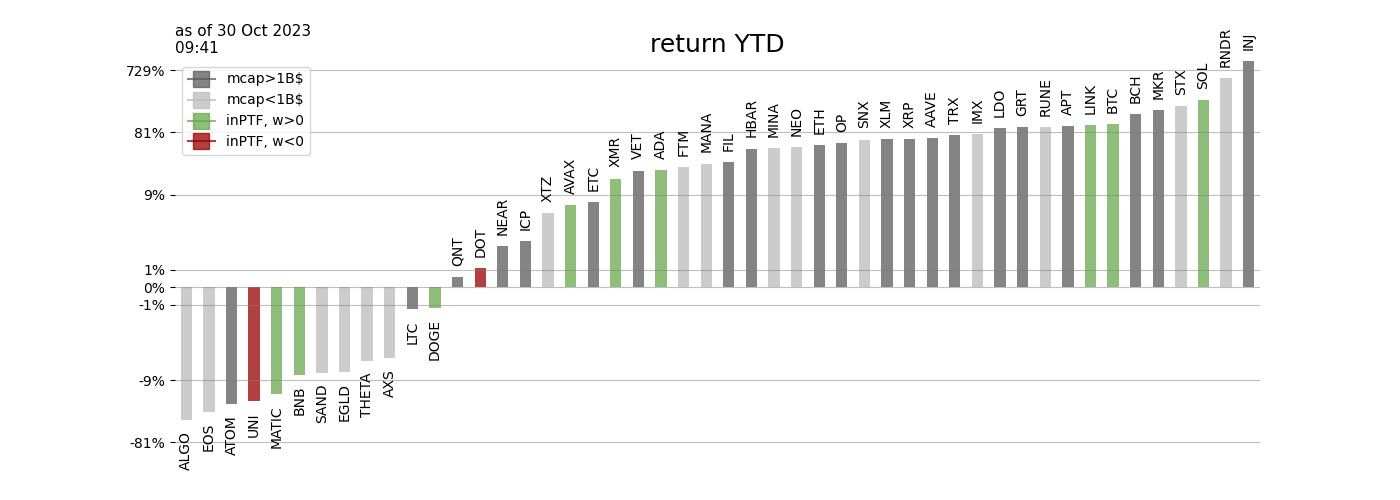 as of 30 Oct 2023
09:41
return YTD
729%
81%
9%
1%
0%
-1%
-9%
-81%
mcap>1B$
mcap<1B$
inPTF, w>0
inPTF, w<0
ALGO
EOS
ATOM
UNI
MATIC
BNB
SAND
EGLD
THETA
AXS
LTC
DOGE
QNT
DOT
NEAR
ICP
XTZ
AVAX
ETC
XMR
VET
ADA
FTM
MANA
FIL
HBAR
MINA
NEO
ETH
OP
SNX
XLM
XRP
AAVE
TRX
IMX
LDO
GRT
RUNE
APT
LINK
BTC
BCH
MKR
STX
SOL
RNDR
INJ